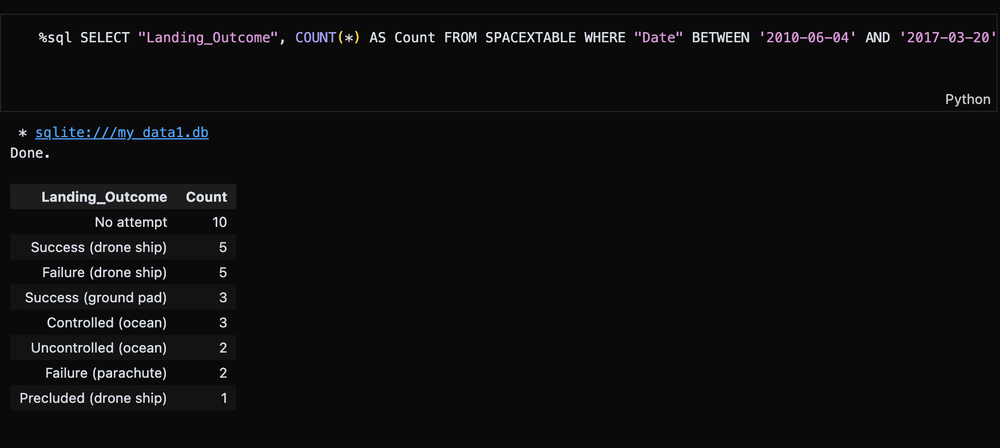 %sql SELECT "Landing_Outcome", COUNT(*) AS Count FROM SPACEXTABLE WHERE "Date" BETWEEN '2010-06-04' AND '2017-03-20'
Python
* sqlite:///my_data1.db
Done.
Landing_Outcome Count
No attempt 10
Success (drone ship) 5
Failure (drone ship) 5
Success (ground pad) 3
Controlled (ocean) 3
Uncontrolled (ocean) 2
Failure (parachute) 2
Precluded (drone ship) 1